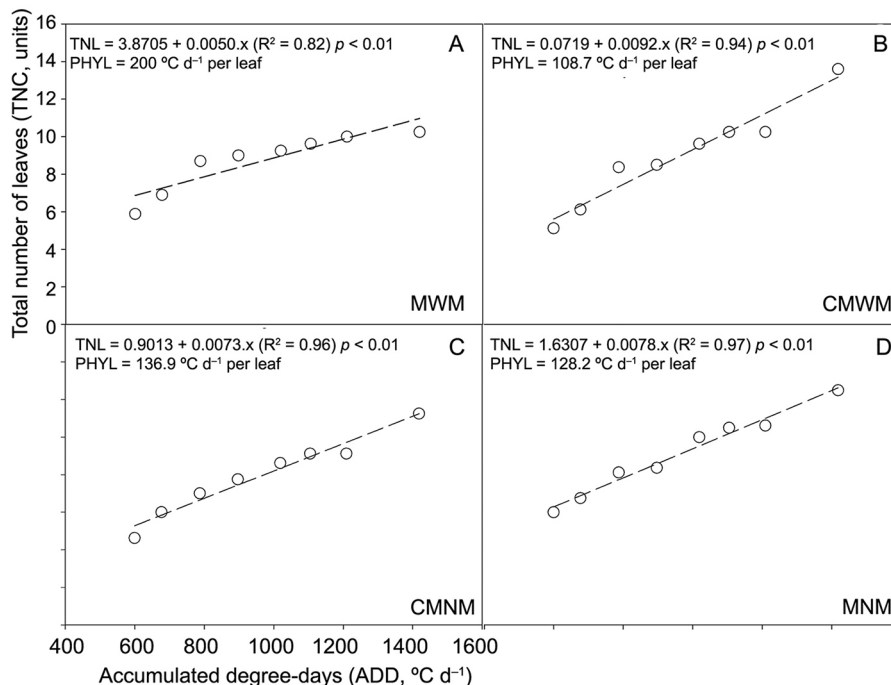 Total number of leaves (TNC, units)
16
14
12
10
8
6
4
2
0
TNL = 3.8705 + 0.0050.x (R² = 0.82) p < 0.01
PHYL = 200 ºC d⁻¹ per leaf
A
MWM
TNL = 0.0719 + 0.0092.x (R² = 0.94) p < 0.01
PHYL = 108.7 ºC d⁻¹ per leaf
B
CMWM
TNL = 0.9013 + 0.0073.x (R² = 0.96) p < 0.01
PHYL = 136.9 ºC d⁻¹ per leaf
C
CMNM
TNL = 1.6307 + 0.0078.x (R² = 0.97) p < 0.01
PHYL = 128.2 ºC d⁻¹ per leaf
D
MNM
400 600 800 1000 1200 1400 1600
Accumulated degree-days (ADD, ºC d⁻¹)